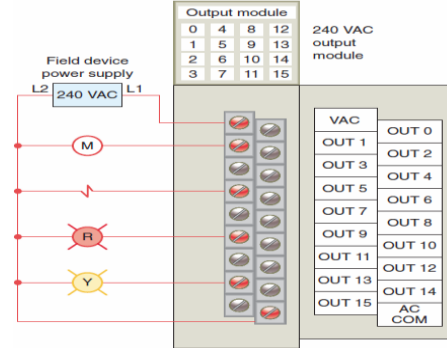 Output module
0 4 8 12
1 5 9 13
2 6 10 14
3 7 11 15
240 VAC
output
module
Field device
power supply
L2 240 VAC L1
M
R
Y
VAC
OUT 0
OUT 1
OUT 2
OUT 3
OUT 4
OUT 5
OUT 6
OUT 7
OUT 8
OUT 9
OUT 10
OUT 11
OUT 12
OUT 13
OUT 14
OUT 15
AC
COM